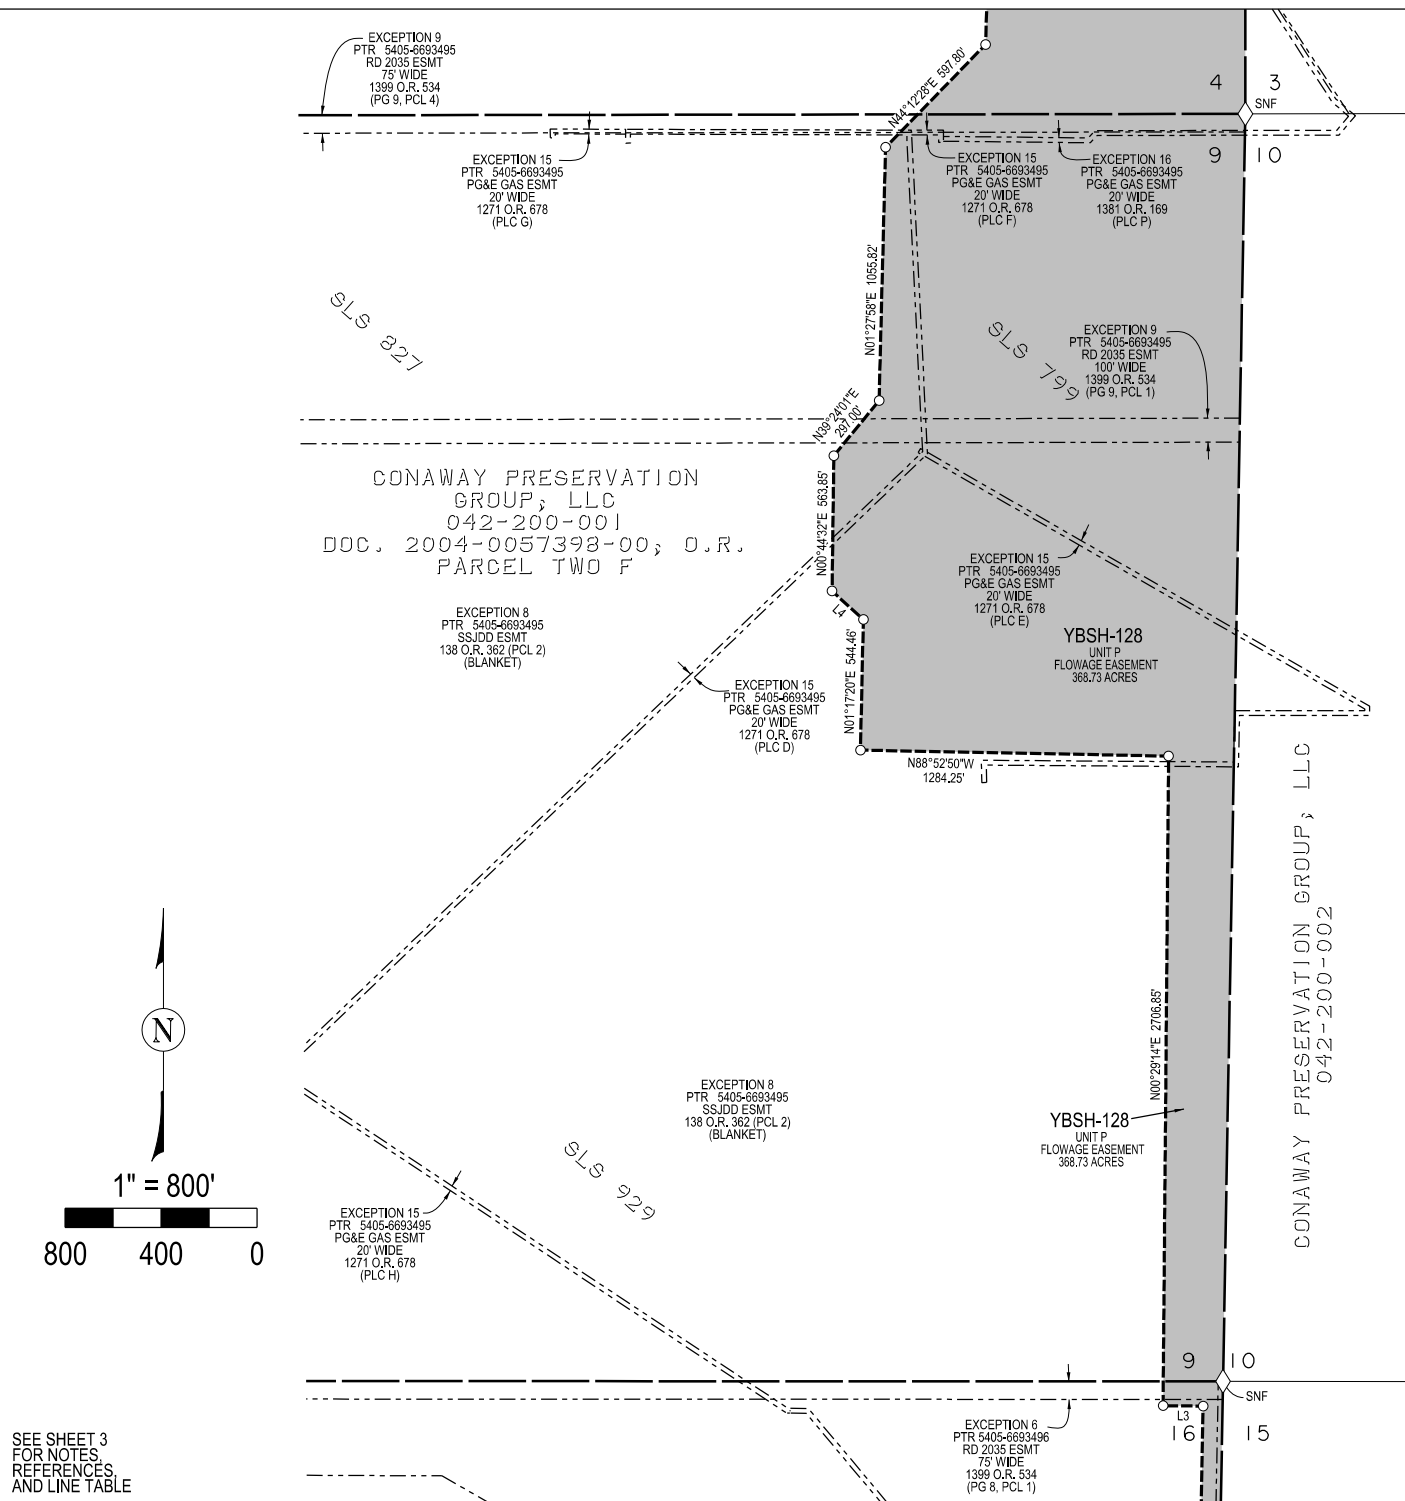 EXCEPTION 9
PTR 5405-6693495
RD 2035 ESMT
75' WIDE
1399 O.R. 534
(PG 9, PCL 4)
N44°12'28"E 597.80'
4 3
SNF
9 10
EXCEPTION 15
PTR 5405-6693495
PG&E GAS ESMT
20' WIDE
1271 O.R. 678
(PLC G)
EXCEPTION 15
PTR 5405-6693495
PG&E GAS ESMT
20' WIDE
1271 O.R. 678
(PLC F)
EXCEPTION 16
PTR 5405-6693495
PG&E GAS ESMT
20' WIDE
1381 O.R. 169
(PLC P)
N01°27'58"E 1055.82'
SLS 827
SLS 799
EXCEPTION 9
PTR 5405-6693495
RD 2035 ESMT
100' WIDE
1399 O.R. 534
(PG 9, PCL 1)
N39°24'01"E
297.00'
CONAWAY PRESERVATION
GROUP, LLC
042-200-001
DOC. 2004-0057398-00, O.R.
PARCEL TWO F
N00°44'32"E 563.85'
EXCEPTION 15
PTR 5405-6693495
PG&E GAS ESMT
20' WIDE
1271 O.R. 678
(PLC E)
EXCEPTION 8
PTR 5405-6693495
SSJDD ESMT
138 O.R. 362 (PCL 2)
(BLANKET)
L4
YBSH-128
UNIT P
FLOWAGE EASEMENT
368.73 ACRES
N01°17'20"E 544.46'
EXCEPTION 15
PTR 5405-6693495
PG&E GAS ESMT
20' WIDE
1271 O.R. 678
(PLC D)
N88°52'50"W
1284.25'
CONAWAY PRESERVATION GROUP, LLC
042-200-002
N
N00°29'14"E 2706.85'
EXCEPTION 8
PTR 5405-6693495
SSJDD ESMT
138 O.R. 362 (PCL 2)
(BLANKET)
YBSH-128
UNIT P
FLOWAGE EASEMENT
368.73 ACRES
SLS 929
1" = 800'
800 400 0
EXCEPTION 15
PTR 5405-6693495
PG&E GAS ESMT
20' WIDE
1271 O.R. 678
(PLC H)
9 10
SNF
L3
16 15
EXCEPTION 6
PTR 5405-6693496
RD 2035 ESMT
75' WIDE
1399 O.R. 534
(PG 8, PCL 1)
SEE SHEET 3
FOR NOTES,
REFERENCES,
AND LINE TABLE